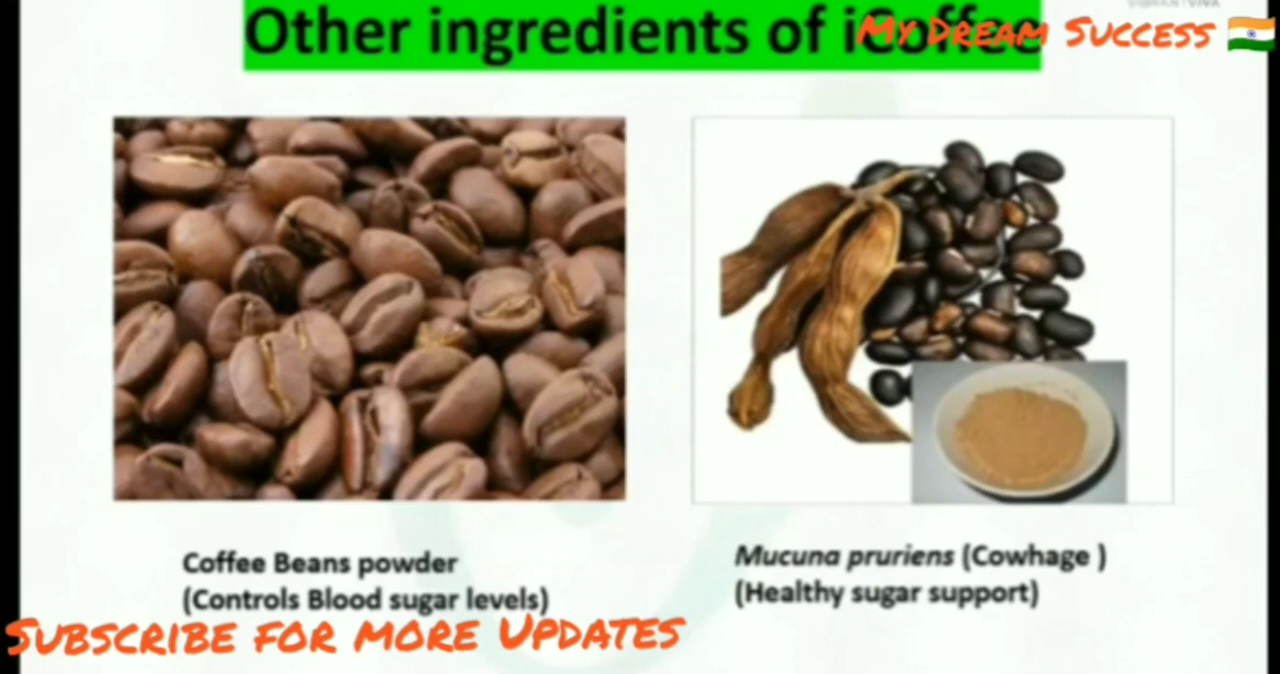 Other ingredients of iCoffee
My Dream Success
Coffee Beans powder
(Controls Blood sugar levels)
Mucuna pruriens (Cowhage )
(Healthy sugar support)
Subscribe for more Updates